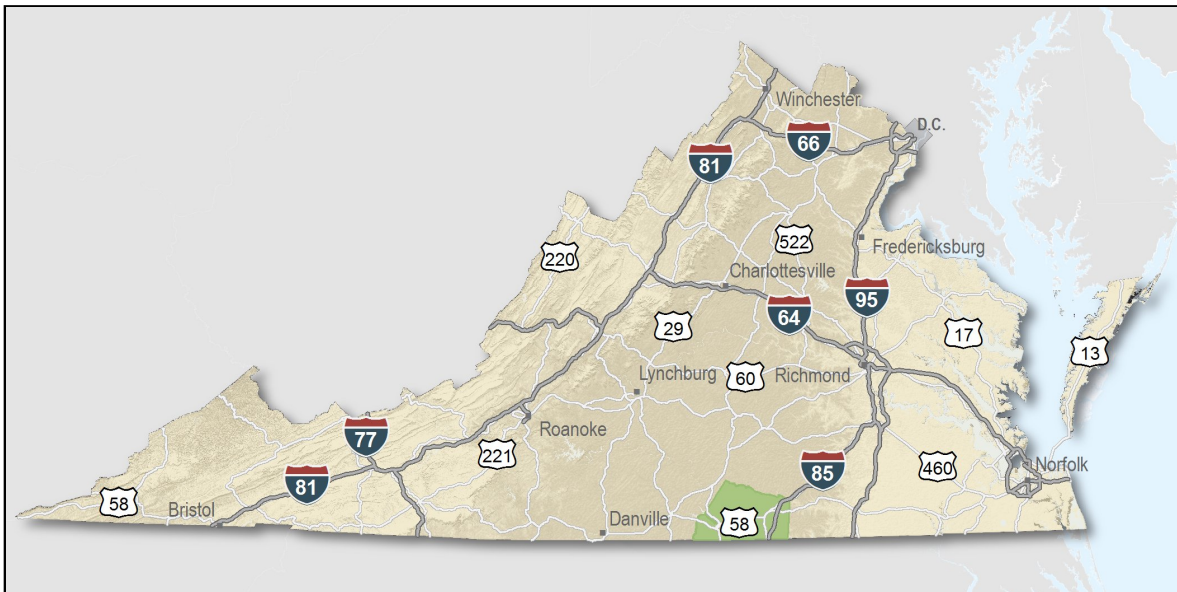 Winchester
D.C.
66
81
522
Fredericksburg
220
Charlottesville
95
64
29
17
13
60
Lynchburg
Richmond
77
Roanoke
221
85
460
Norfolk
81
58
Bristol
Danville
58